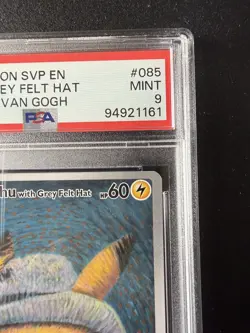 ON SVP EN #085
EY FELT HAT MINT
VAN GOGH 9
PSA 94921161
hu with Grey Felt Hat HP60